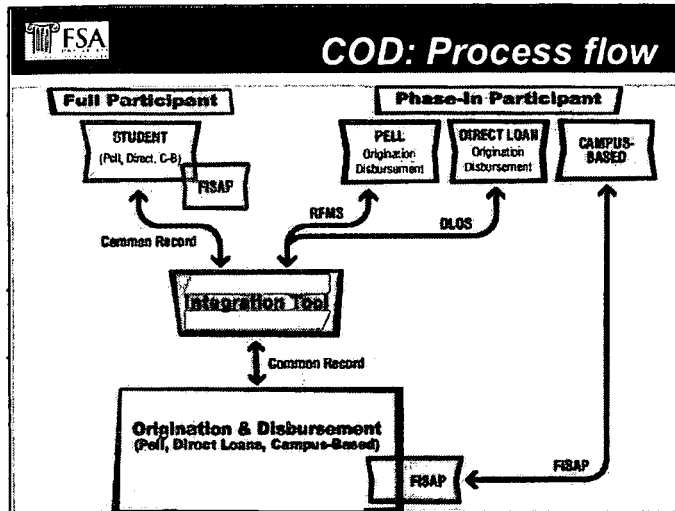 FSA
COD: Process flow
Full Participant
Phase-In Participant
STUDENT
(Pell, Direct, C-B)
FISAP
PELL
Origination
Disbursement
DIRECT LOAN
Origination
Disbursement
CAMPUS-
BASED
RFMS
DLOS
Common Record
Integration Tool
Common Record
Origination & Disbursement
(Pell, Direct Loans, Campus-Based)
FISAP
FISAP